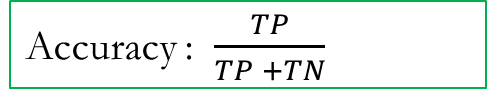 Accuracy : TP / TP +TN